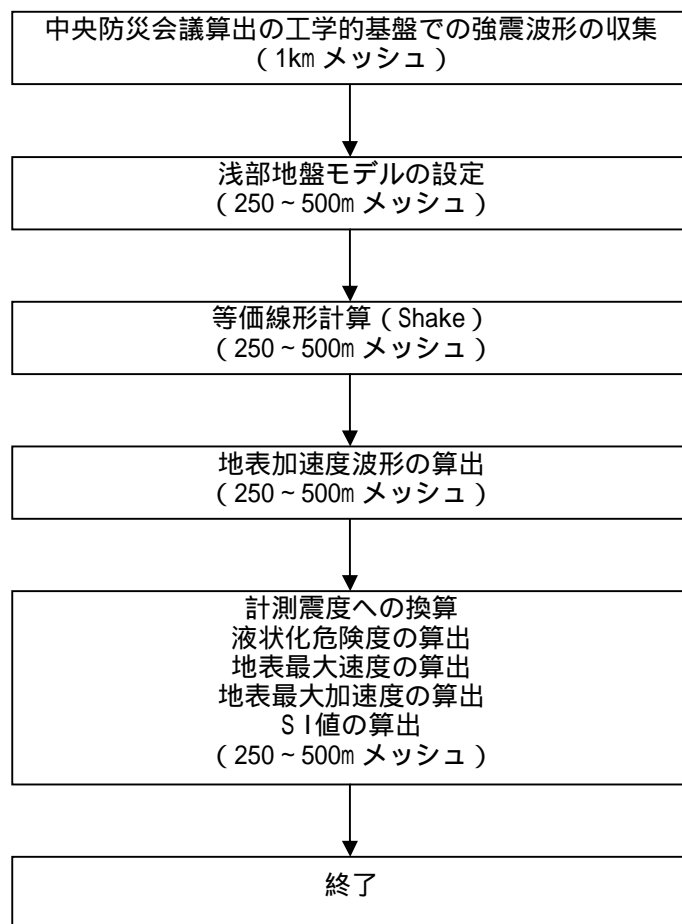 中央防災会議算出の工学的基盤での強震波形の収集
(1km メッシュ)
浅部地盤モデルの設定
(250~500m メッシュ)
等価線形計算(Shake)
(250~500m メッシュ)
地表加速度波形の算出
(250~500m メッシュ)
計測震度への換算
液状化危険度の算出
地表最大速度の算出
地表最大加速度の算出
SI値の算出
(250~500m メッシュ)
終了